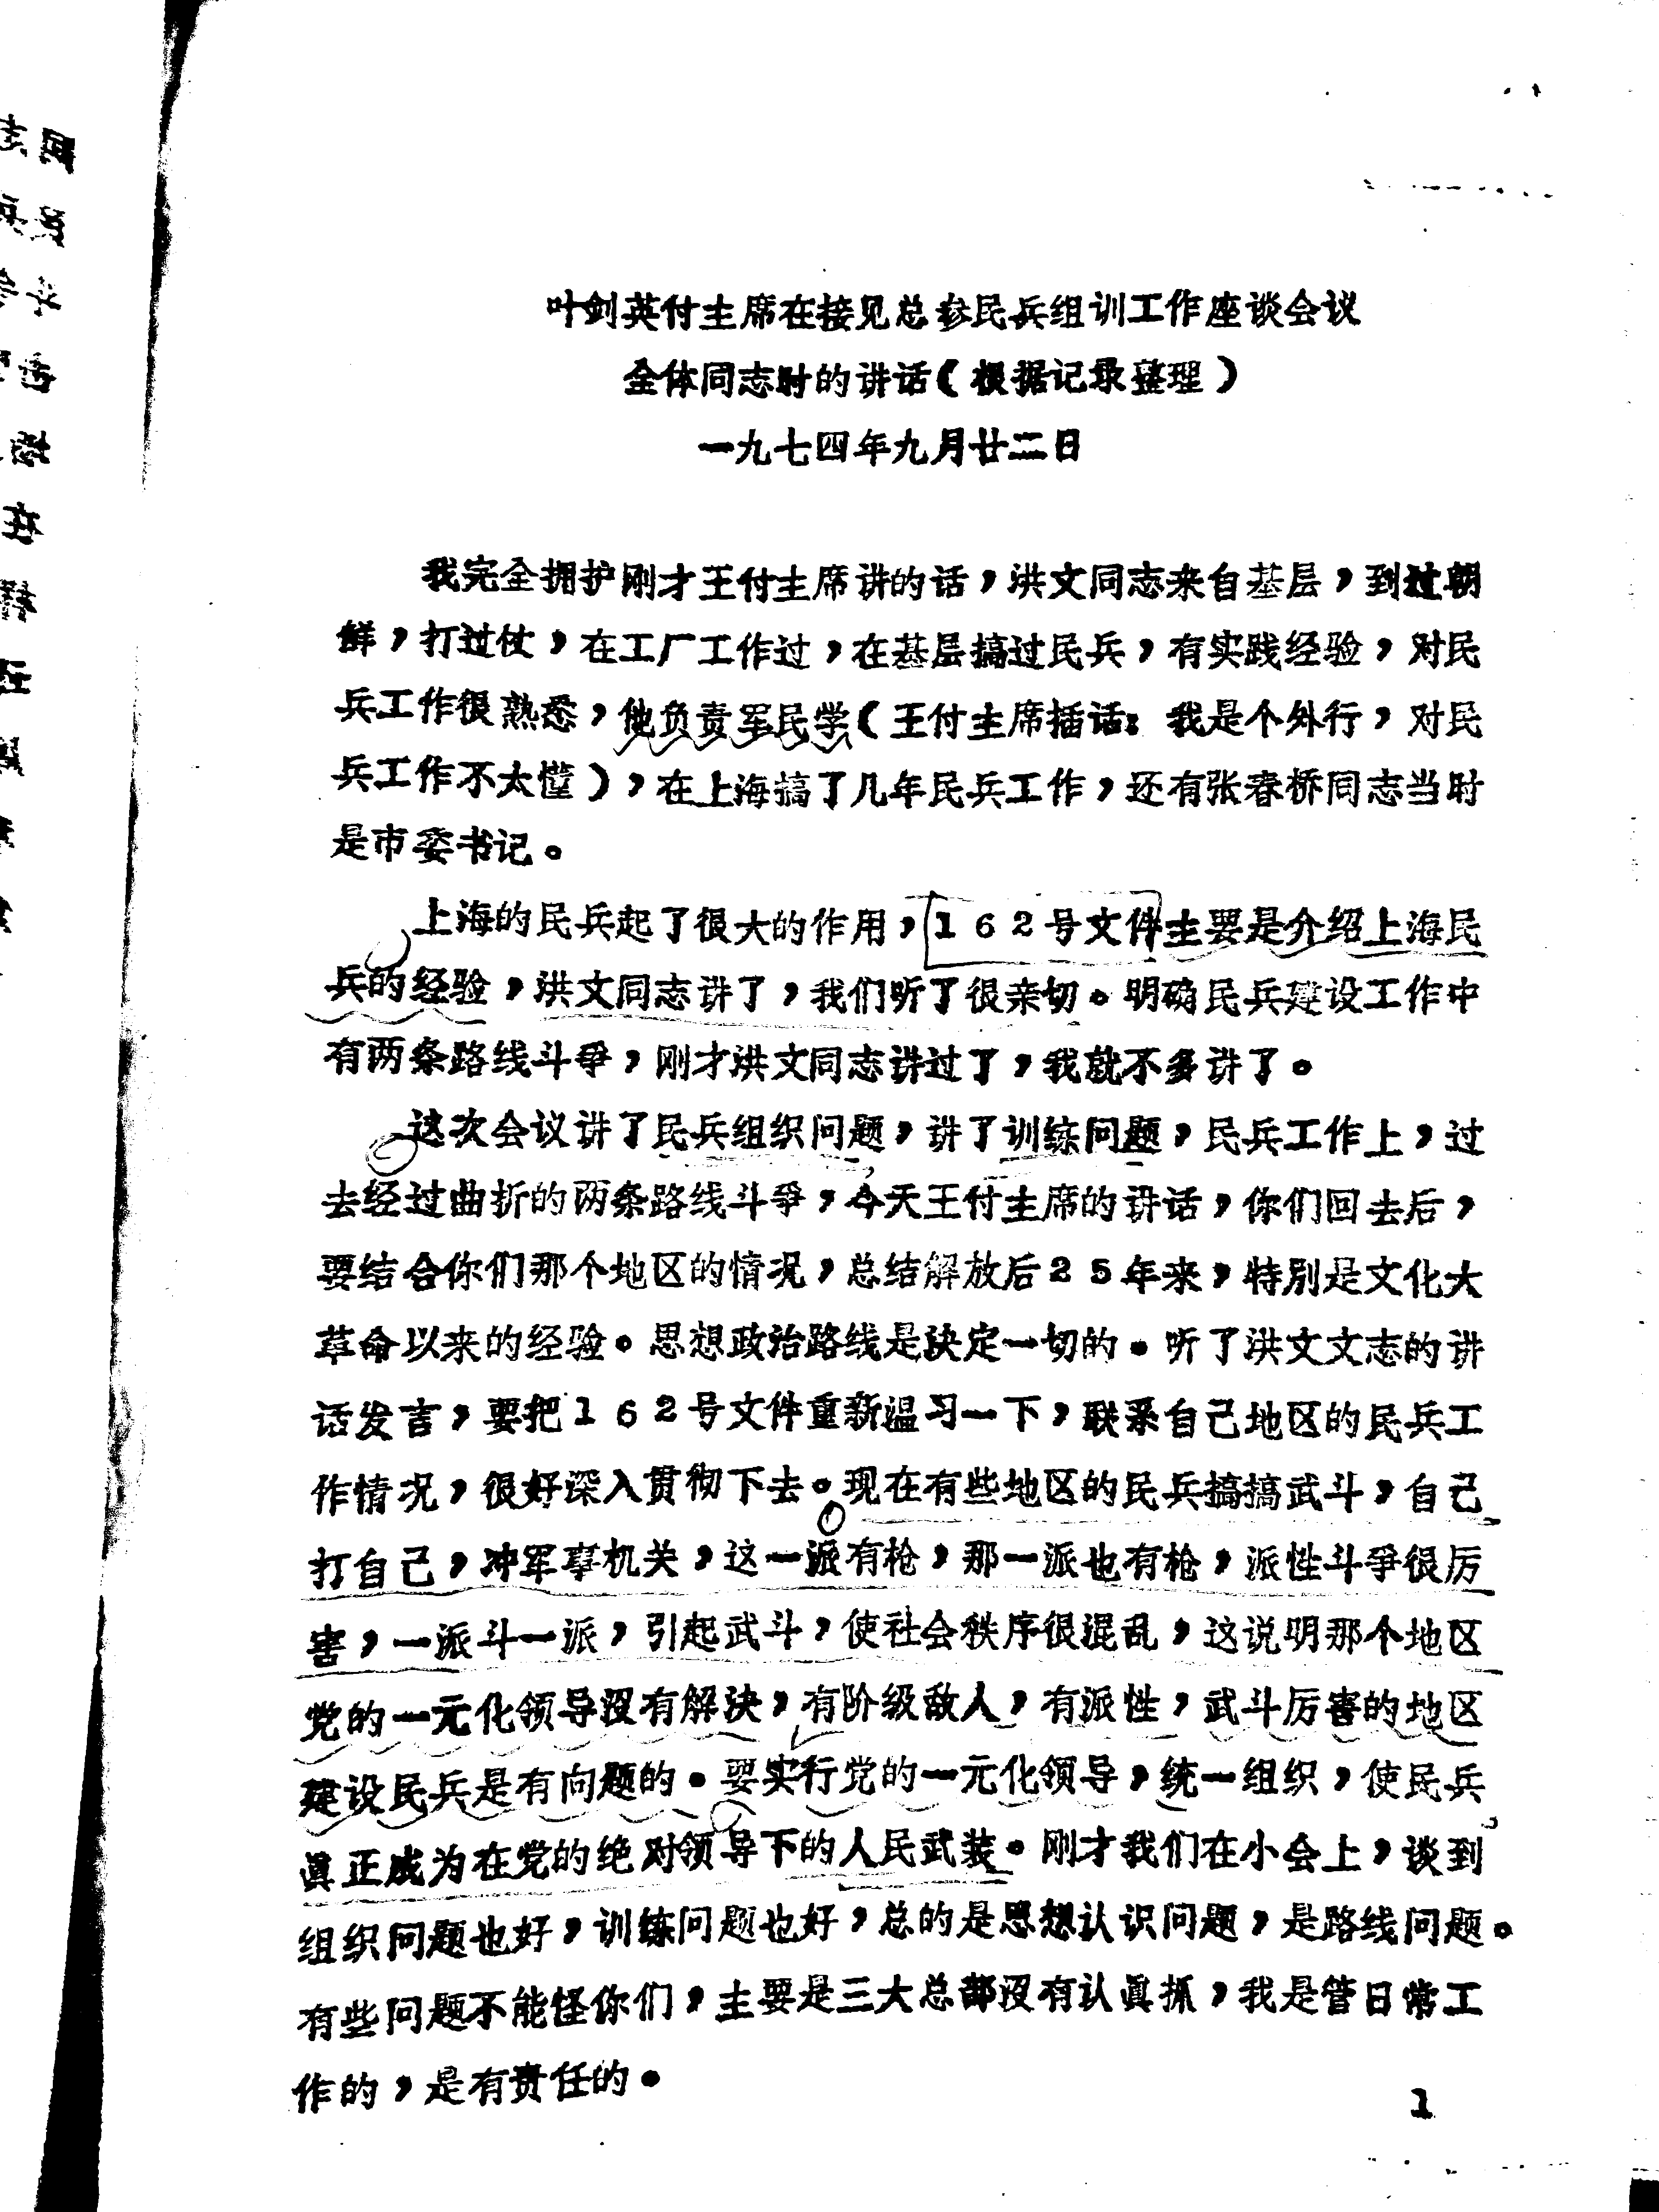 叶剑英付主席在接见总参民兵组训工作座谈会议
全体同志时的讲话(根据记录整理)
一九七四年九月廿二日
我完全拥护刚才王付主席讲的话,洪文同志来自基层,到过朝
鲜,打过仗,在工厂工作过,在基层搞过民兵,有实践经验,对民
兵工作很熟悉,他负责军民学(王付主席插话:我是个外行,对民
兵工作不太懂),在上海搞了几年民兵工作,还有张春桥同志当时
是市委书记。
上海的民兵起了很大的作用,162号文件主要是介绍上海民
兵的经验,洪文同志讲了,我们听了很亲切。明确民兵建设工作中
有两条路线斗爭,刚才洪文同志讲过了,我就不多讲了。
这次会议讲了民兵组织问题,讲了训练问题,民兵工作上,过
去经过曲折的两条路线斗爭,今天王付主席的讲话,你们回去后,
要结合你们那个地区的情况,总结解放后25年来,特别是文化大
革命以来的经验。思想政治路线是决定一切的。听了洪文文志的讲
话发言,要把162号文件重新温习一下,联系自己地区的民兵工
作情况,很好深入贯彻下去。现在有些地区的民兵搞搞武斗,自己
打自己,冲军事机关,这一派有枪,那一派也有枪,派性斗爭很厉
害,一派斗一派,引起武斗,使社会秩序很混乱,这说明那个地区
党的一元化领导没有解决,有阶级敌人,有派性,武斗厉害的地区
建设民兵是有问题的。要实行党的一元化领导,统一组织,使民兵
眞正成为在党的绝对领导下的人民武装。刚才我们在小会上,谈到
组织问题也好,训练问题也好,总的是思想认识问题,是路线问题。
有些问题不能怪你们,主要是三大总部没有认眞抓,我是管日常工
作的,是有责任的。
1